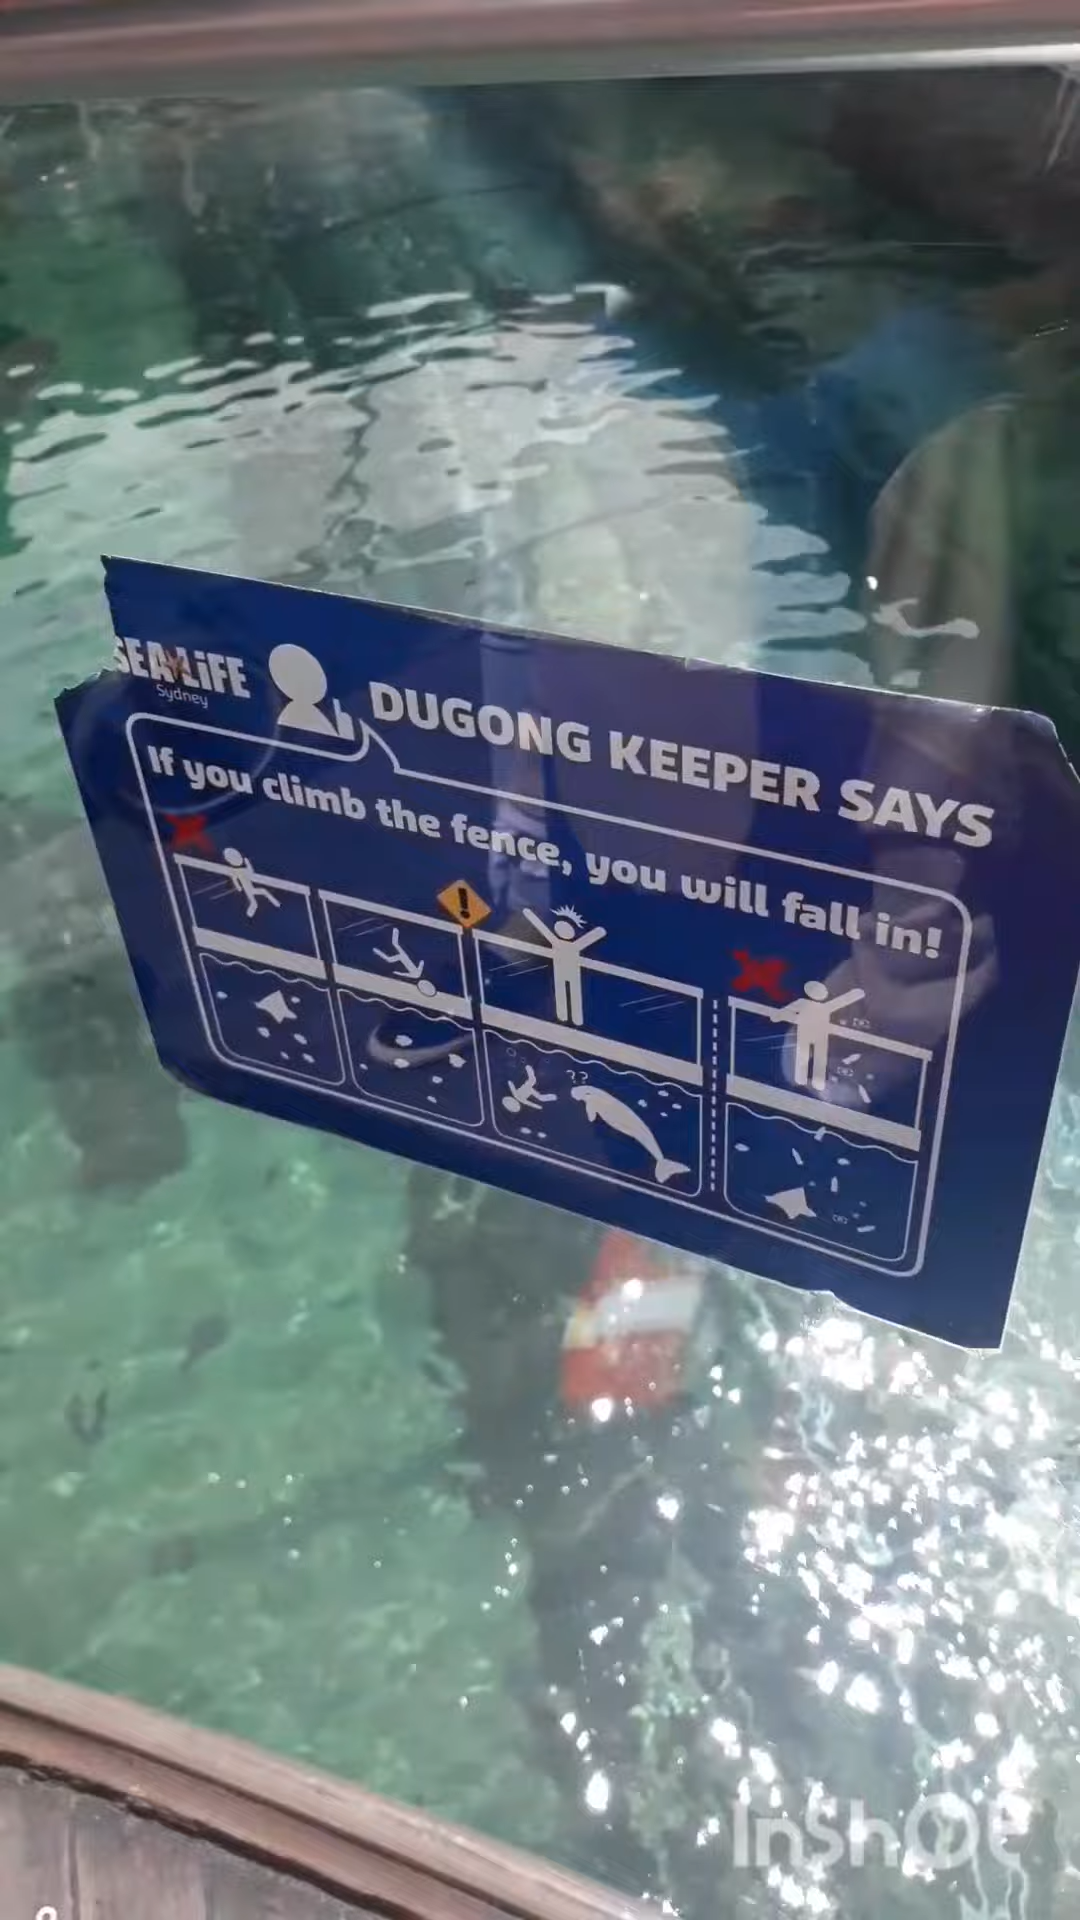 SEA LiFE
Sydney
DUGONG KEEPER SAYS
If you climb the fence, you will fall in!
!
??
InShOt